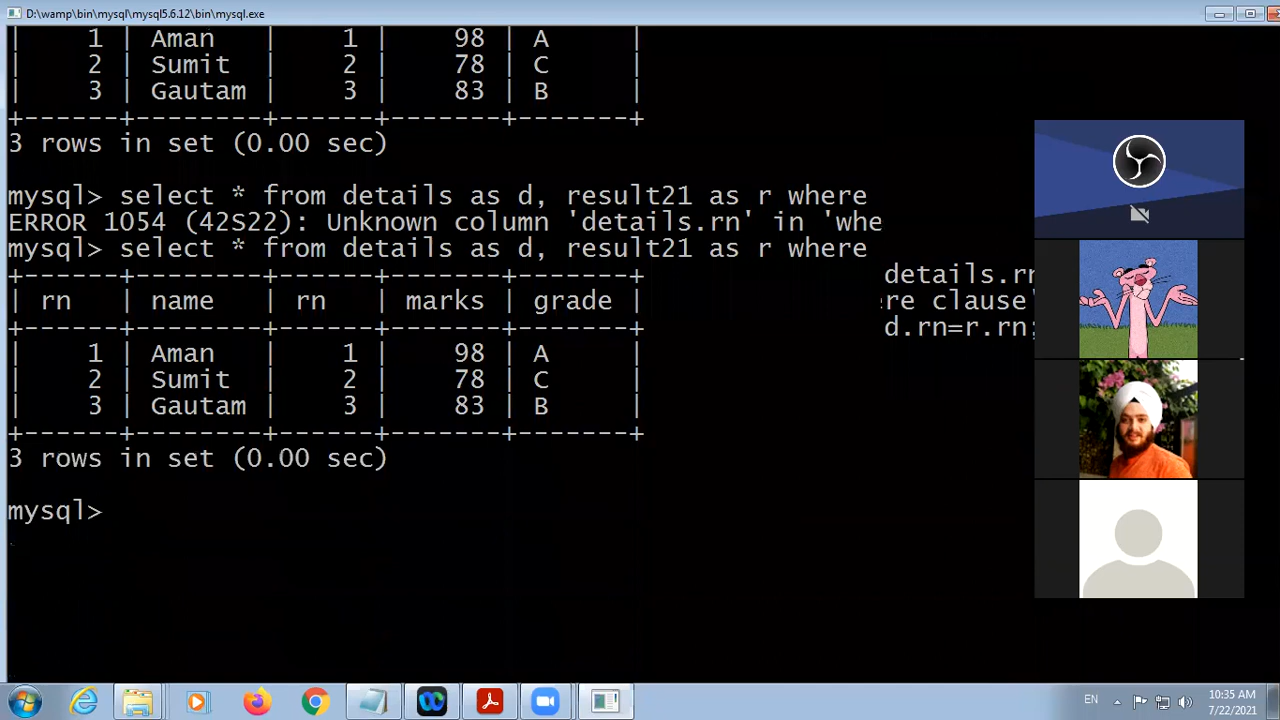 D:\wamp\bin\mysql\mysql5.6.12\bin\mysql.exe
| 1 | Aman | 1 | 98 | A |
| 2 | Sumit | 2 | 78 | C |
| 3 | Gautam | 3 | 83 | B |
+------+--------+------+-------+-------+
3 rows in set (0.00 sec)
mysql> select * from details as d, result21 as r where
ERROR 1054 (42S22): Unknown column 'details.rn' in 'whe
mysql> select * from details as d, result21 as r where
+------+--------+------+-------+-------+
details.rn
| rn | name | rn | marks | grade |
re clause'
+------+--------+------+-------+-------+
d.rn=r.rn;
| 1 | Aman | 1 | 98 | A |
| 2 | Sumit | 2 | 78 | C |
| 3 | Gautam | 3 | 83 | B |
+------+--------+------+-------+-------+
3 rows in set (0.00 sec)
mysql>
EN
10:35 AM
7/22/2021